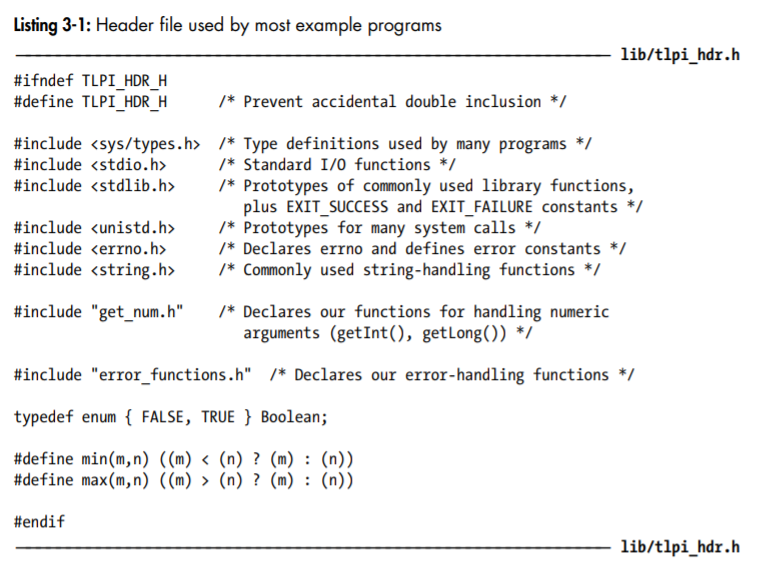 Listing 3-1: Header file used by most example programs
lib/tlpi_hdr.h
#ifndef TLPI_HDR_H
#define TLPI_HDR_H      /* Prevent accidental double inclusion */

#include <sys/types.h>  /* Type definitions used by many programs */
#include <stdio.h>      /* Standard I/O functions */
#include <stdlib.h>     /* Prototypes of commonly used library functions,
                           plus EXIT_SUCCESS and EXIT_FAILURE constants */
#include <unistd.h>     /* Prototypes for many system calls */
#include <errno.h>      /* Declares errno and defines error constants */
#include <string.h>     /* Commonly used string-handling functions */

#include "get_num.h"    /* Declares our functions for handling numeric
                           arguments (getInt(), getLong()) */

#include "error_functions.h"  /* Declares our error-handling functions */

typedef enum { FALSE, TRUE } Boolean;

#define min(m,n) ((m) < (n) ? (m) : (n))
#define max(m,n) ((m) > (n) ? (m) : (n))

#endif
lib/tlpi_hdr.h